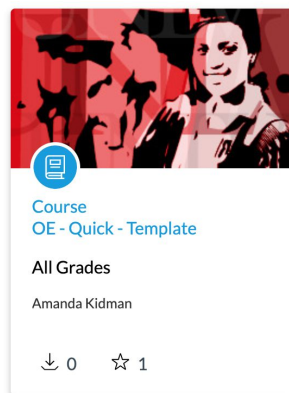 Course
OE - Quick - Template
All Grades
Amanda Kidman
0
1